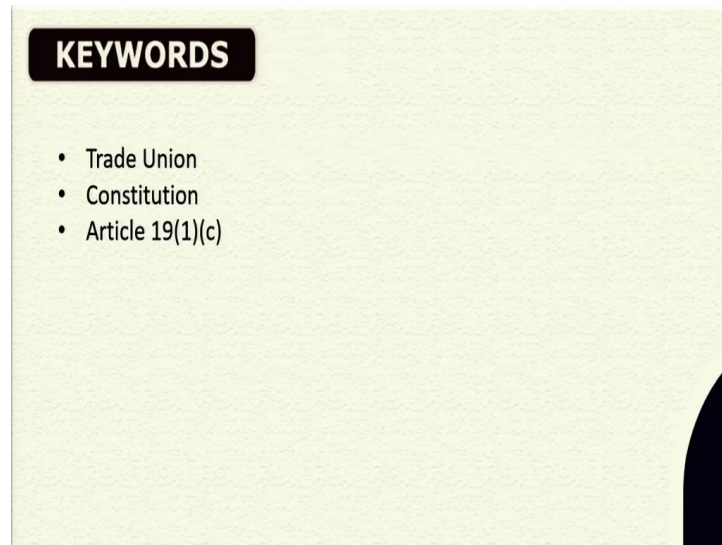 KEYWORDS
• Trade Union
• Constitution
• Article 19(1)(c)